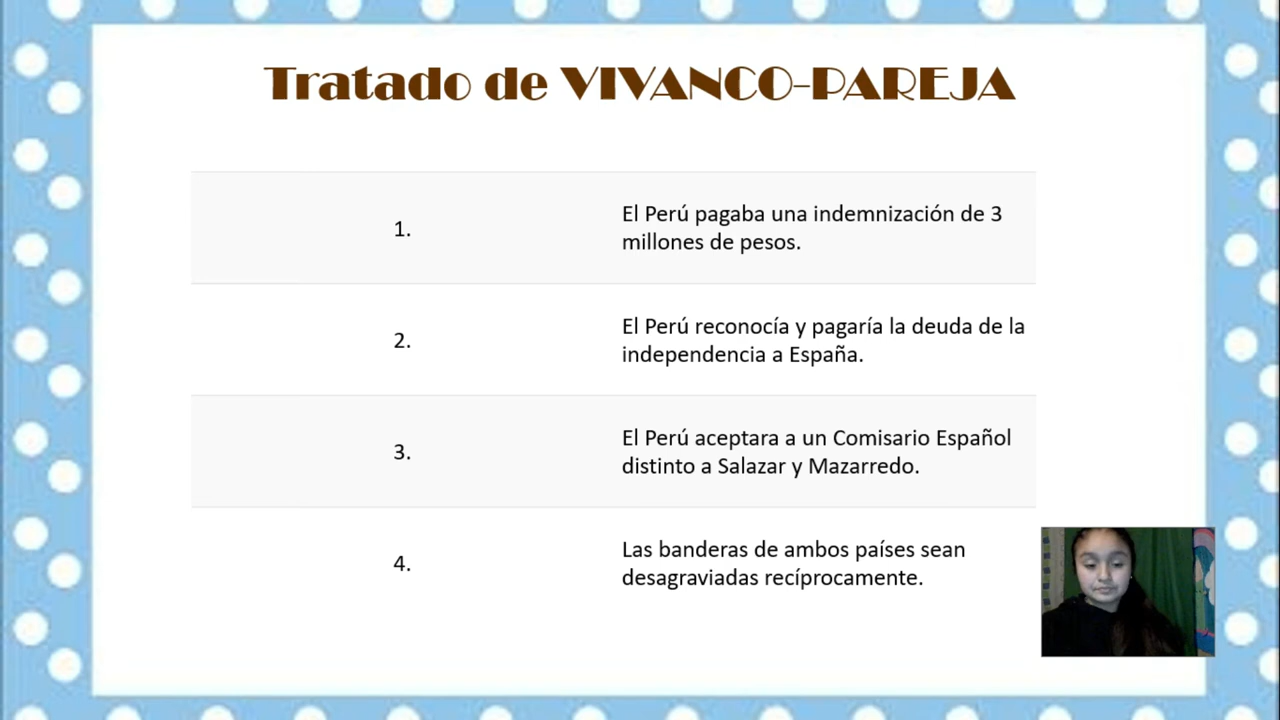 Tratado de VIVANCO-PAREJA
1.
El Perú pagaba una indemnización de 3
millones de pesos.
2.
El Perú reconocía y pagaría la deuda de la
independencia a España.
3.
El Perú aceptara a un Comisario Español
distinto a Salazar y Mazarredo.
4.
Las banderas de ambos países sean
desagraviadas recíprocamente.